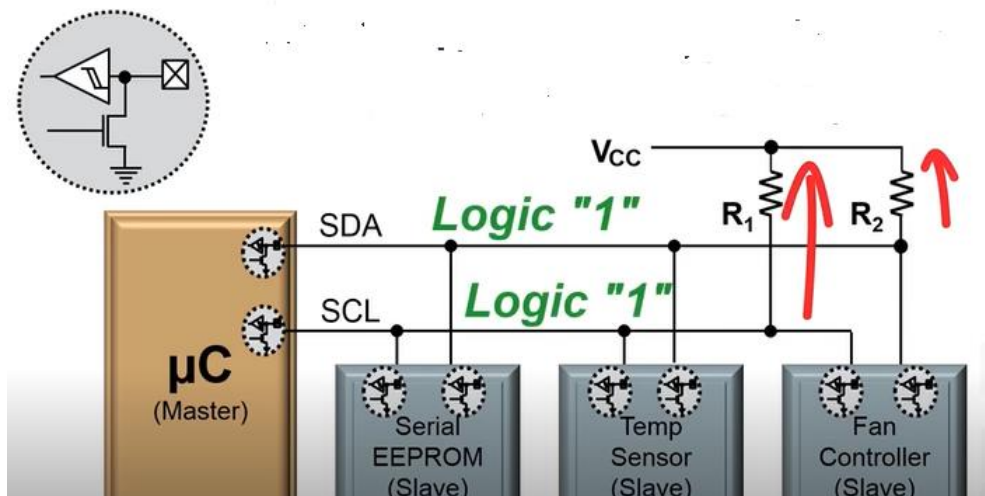 V_CC
R₁
R₂
SDA
Logic "1"
SCL
Logic "1"
µC
(Master)
Serial
EEPROM
(Slave)
Temp
Sensor
(Slave)
Fan
Controller
(Slave)